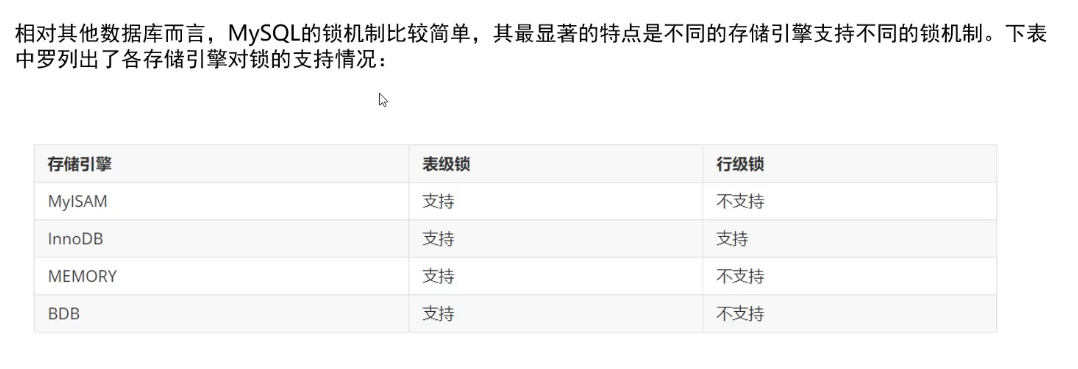 相对其他数据库而言，MySQL的锁机制比较简单，其最显著的特点是不同的存储引擎支持不同的锁机制。下表
中罗列出了各存储引擎对锁的支持情况：
存储引擎 表级锁 行级锁
MyISAM 支持 不支持
InnoDB 支持 支持
MEMORY 支持 不支持
BDB 支持 不支持